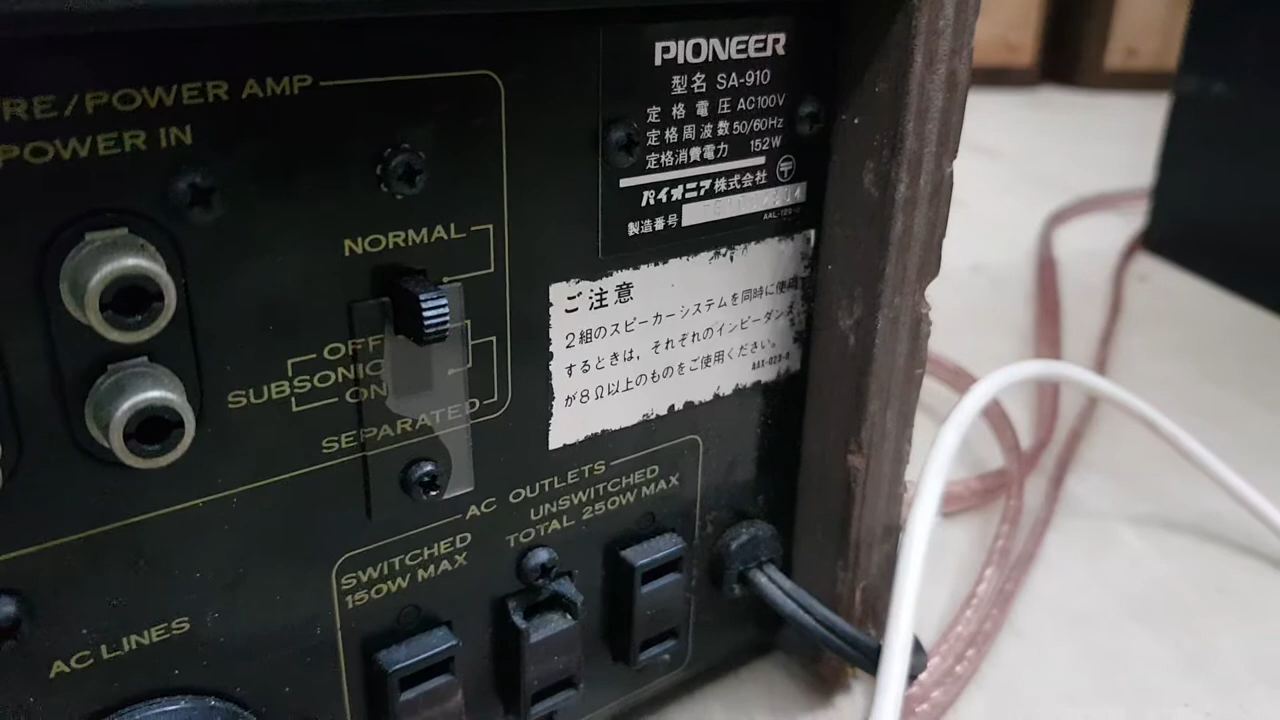 RE/POWER AMP
POWER IN
NORMAL
OFF
SUBSONIC
ON
SEPARATED
PIONEER
型名 SA-910
定格電圧 AC100V
定格周波数 50/60Hz
定格消費電力 152W
パイオニア株式会社
製造番号
ご注意
2組のスピーカーシステムを同時に使用
するときは,それぞれのインピーダンス
が8Ω以上のものをご使用ください。
AC OUTLETS
UNSWITCHED
TOTAL 250W MAX
SWITCHED
150W MAX
AC LINES